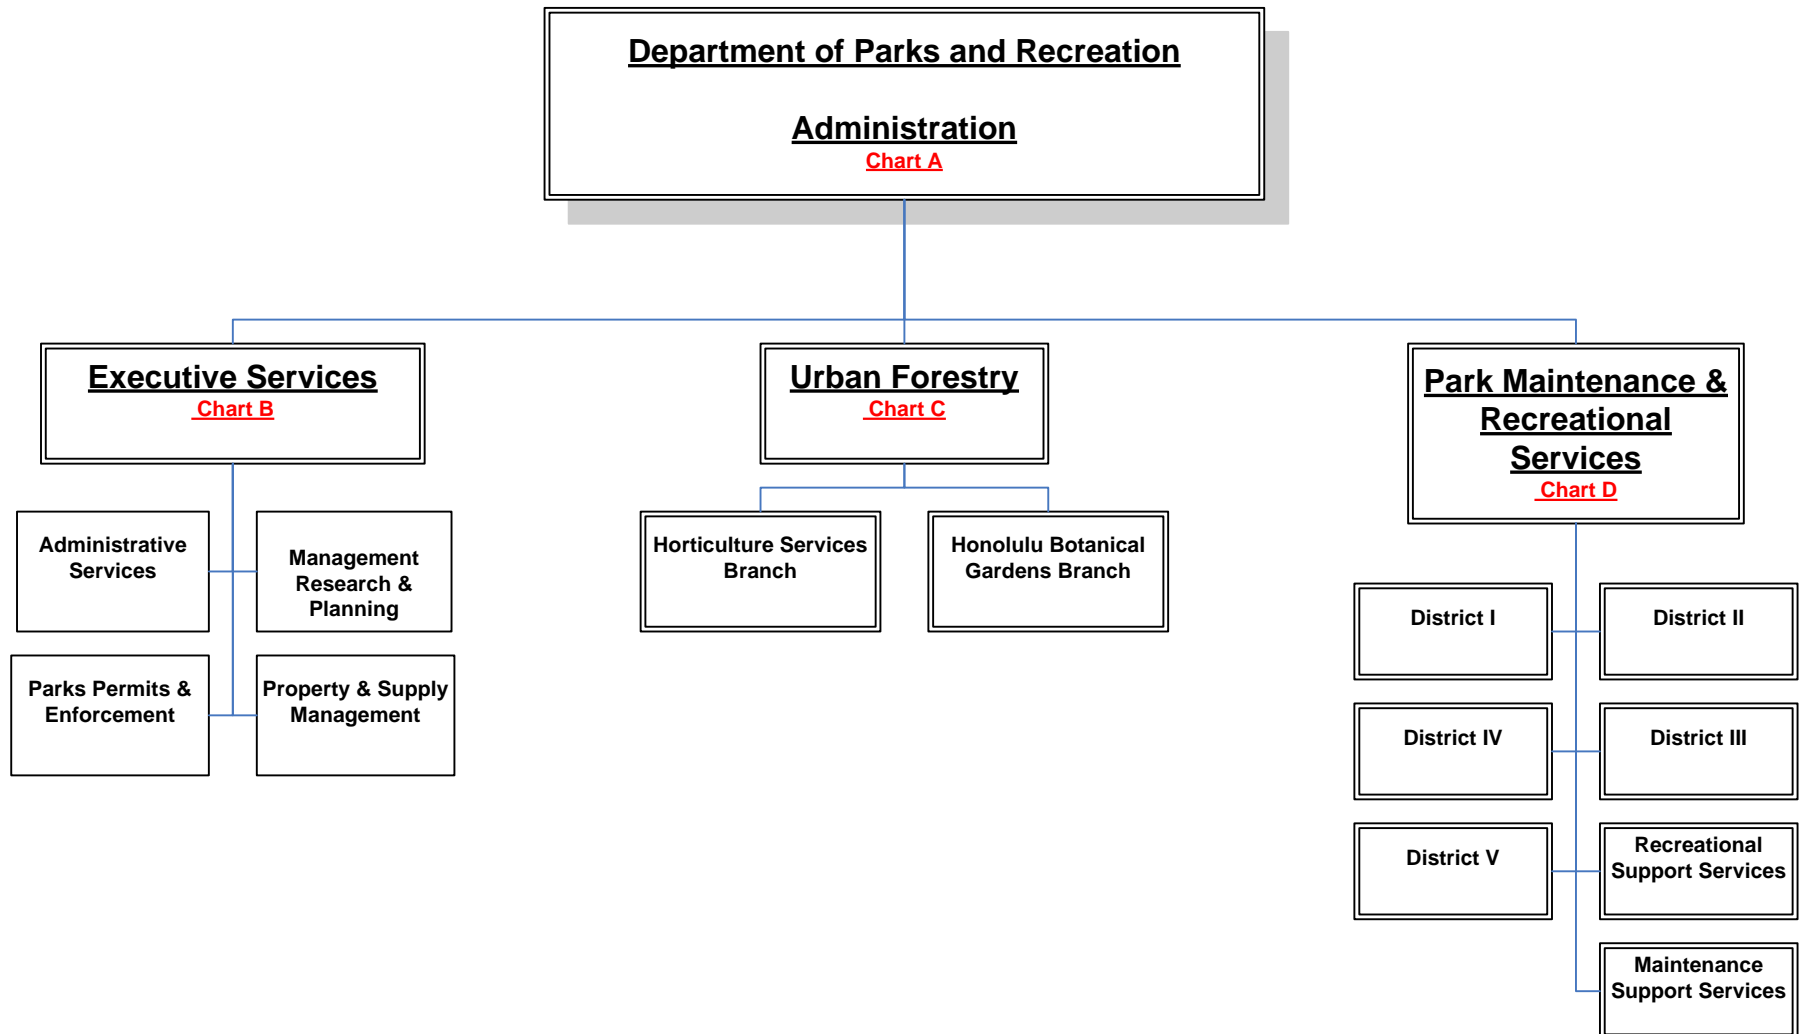 Department of Parks and Recreation
Administration
Chart A
Executive Services
Chart B
Administrative
Services
Management
Research &
Planning
Parks Permits &
Enforcement
Property & Supply
Management
Urban Forestry
Chart C
Horticulture Services
Branch
Honolulu Botanical
Gardens Branch
Park Maintenance &
Recreational
Services
Chart D
District I
District II
District IV
District III
District V
Recreational
Support Services
Maintenance
Support Services